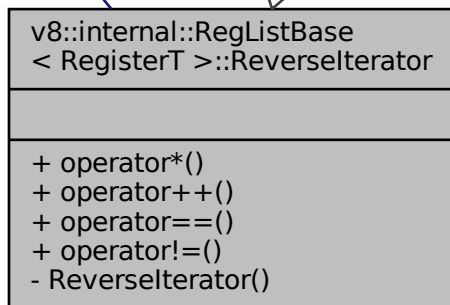 v8::internal::RegListBase
< RegisterT >::ReverseIterator
+ operator*()
+ operator++()
+ operator==()
+ operator!=()
- ReverseIterator()